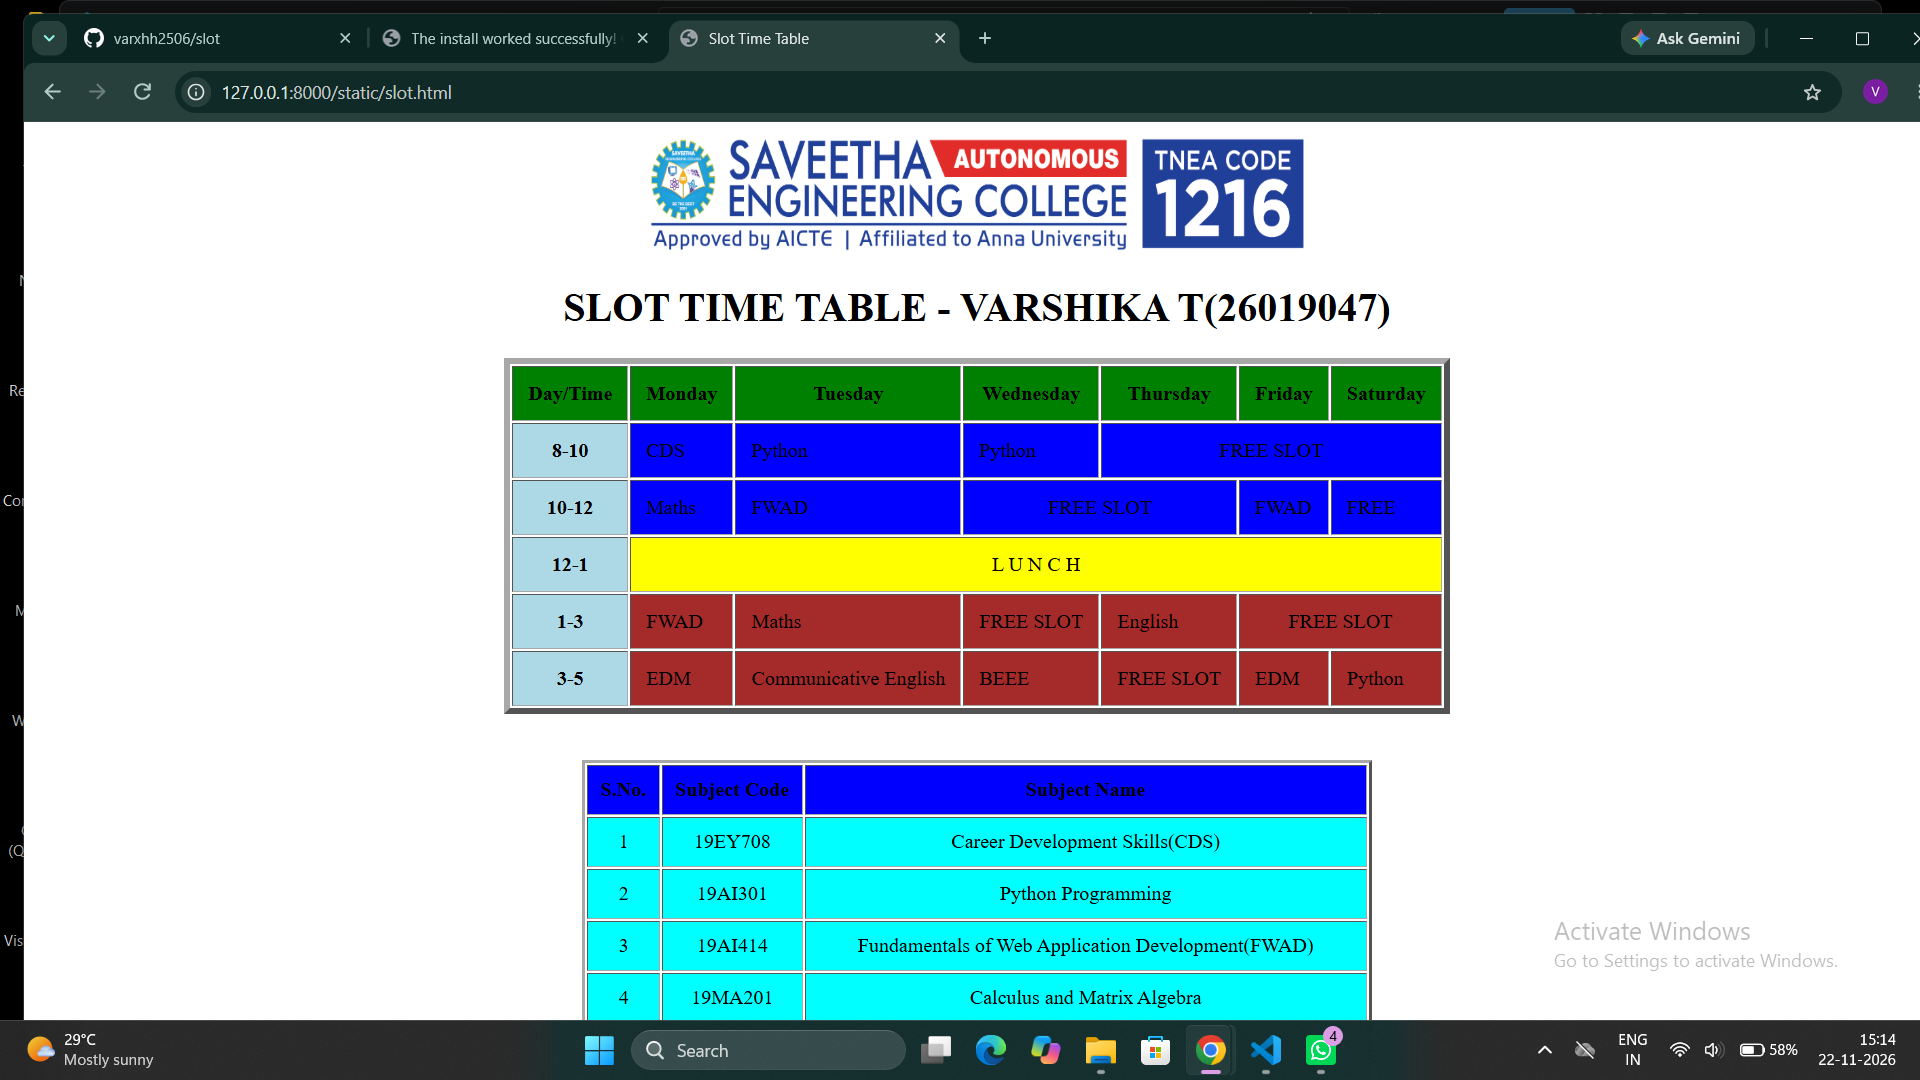 varxhh2506/slot
The install worked successfully!
Slot Time Table
Ask Gemini
127.0.0.1:8000/static/slot.html
V
SAVEETHA AUTONOMOUS
ENGINEERING COLLEGE
Approved by AICTE | Affiliated to Anna University
TNEA CODE
1216
SLOT TIME TABLE - VARSHIKA T(26019047)
Day/Time Monday Tuesday Wednesday Thursday Friday Saturday
8-10 CDS Python Python FREE SLOT
10-12 Maths FWAD FREE SLOT FWAD FREE
12-1 L U N C H
1-3 FWAD Maths FREE SLOT English FREE SLOT
3-5 EDM Communicative English BEEE FREE SLOT EDM Python
S.No. Subject Code Subject Name
1 19EY708 Career Development Skills(CDS)
2 19AI301 Python Programming
3 19AI414 Fundamentals of Web Application Development(FWAD)
4 19MA201 Calculus and Matrix Algebra
Activate Windows
Go to Settings to activate Windows.
29°C
Mostly sunny
Search
4
ENG
IN
58%
15:14
22-11-2026